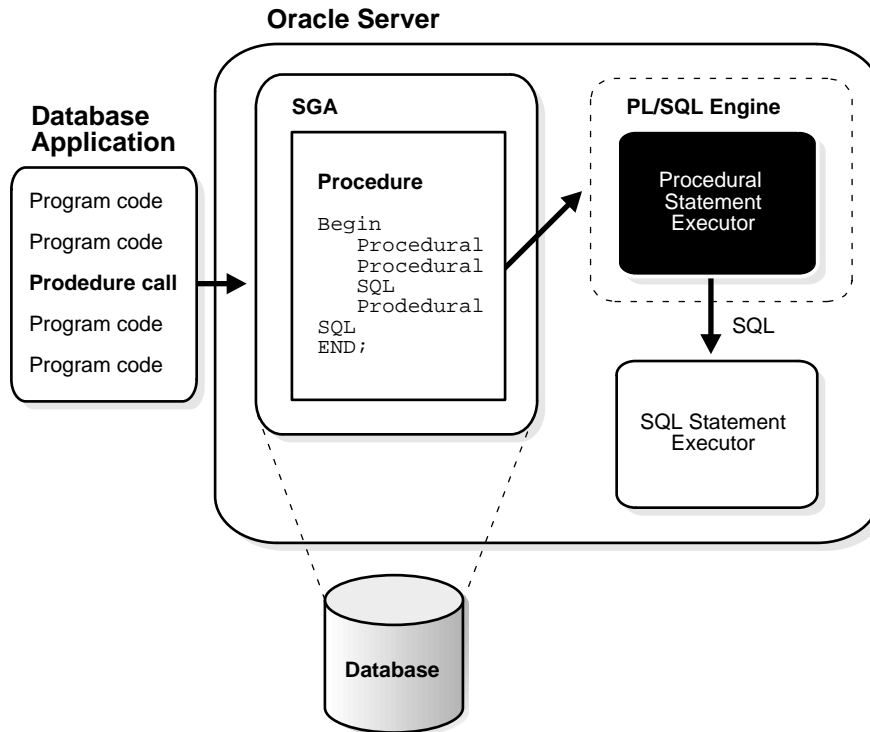 Oracle Server
Database
Application
Program code
Program code
Prodedure call
Program code
Program code
SGA
Procedure
Begin
Procedural
Procedural
SQL
Prodedural
SQL
END;
PL/SQL Engine
Procedural
Statement
Executor
SQL
SQL Statement
Executor
Database